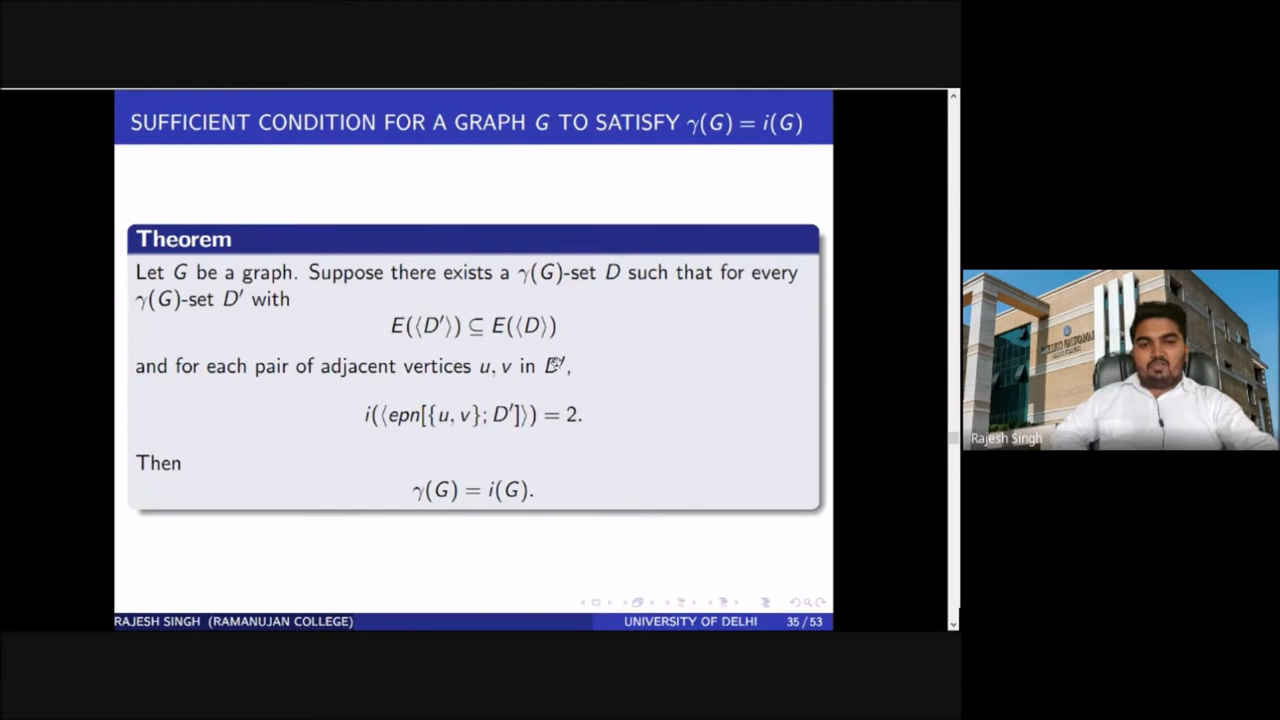 SUFFICIENT CONDITION FOR A GRAPH G TO SATISFY γ(G) = i(G)
Theorem
Let G be a graph. Suppose there exists a γ(G)-set D such that for every
γ(G)-set D′ with
E(⟨D′⟩) ⊆ E(⟨D⟩)
and for each pair of adjacent vertices u, v in
i(⟨epn[{u, v}; D′]⟩) = 2.
Then
γ(G) = i(G).
RAJESH SINGH (RAMANUJAN COLLEGE)
UNIVERSITY OF DELHI
35 / 53
Rajesh Singh